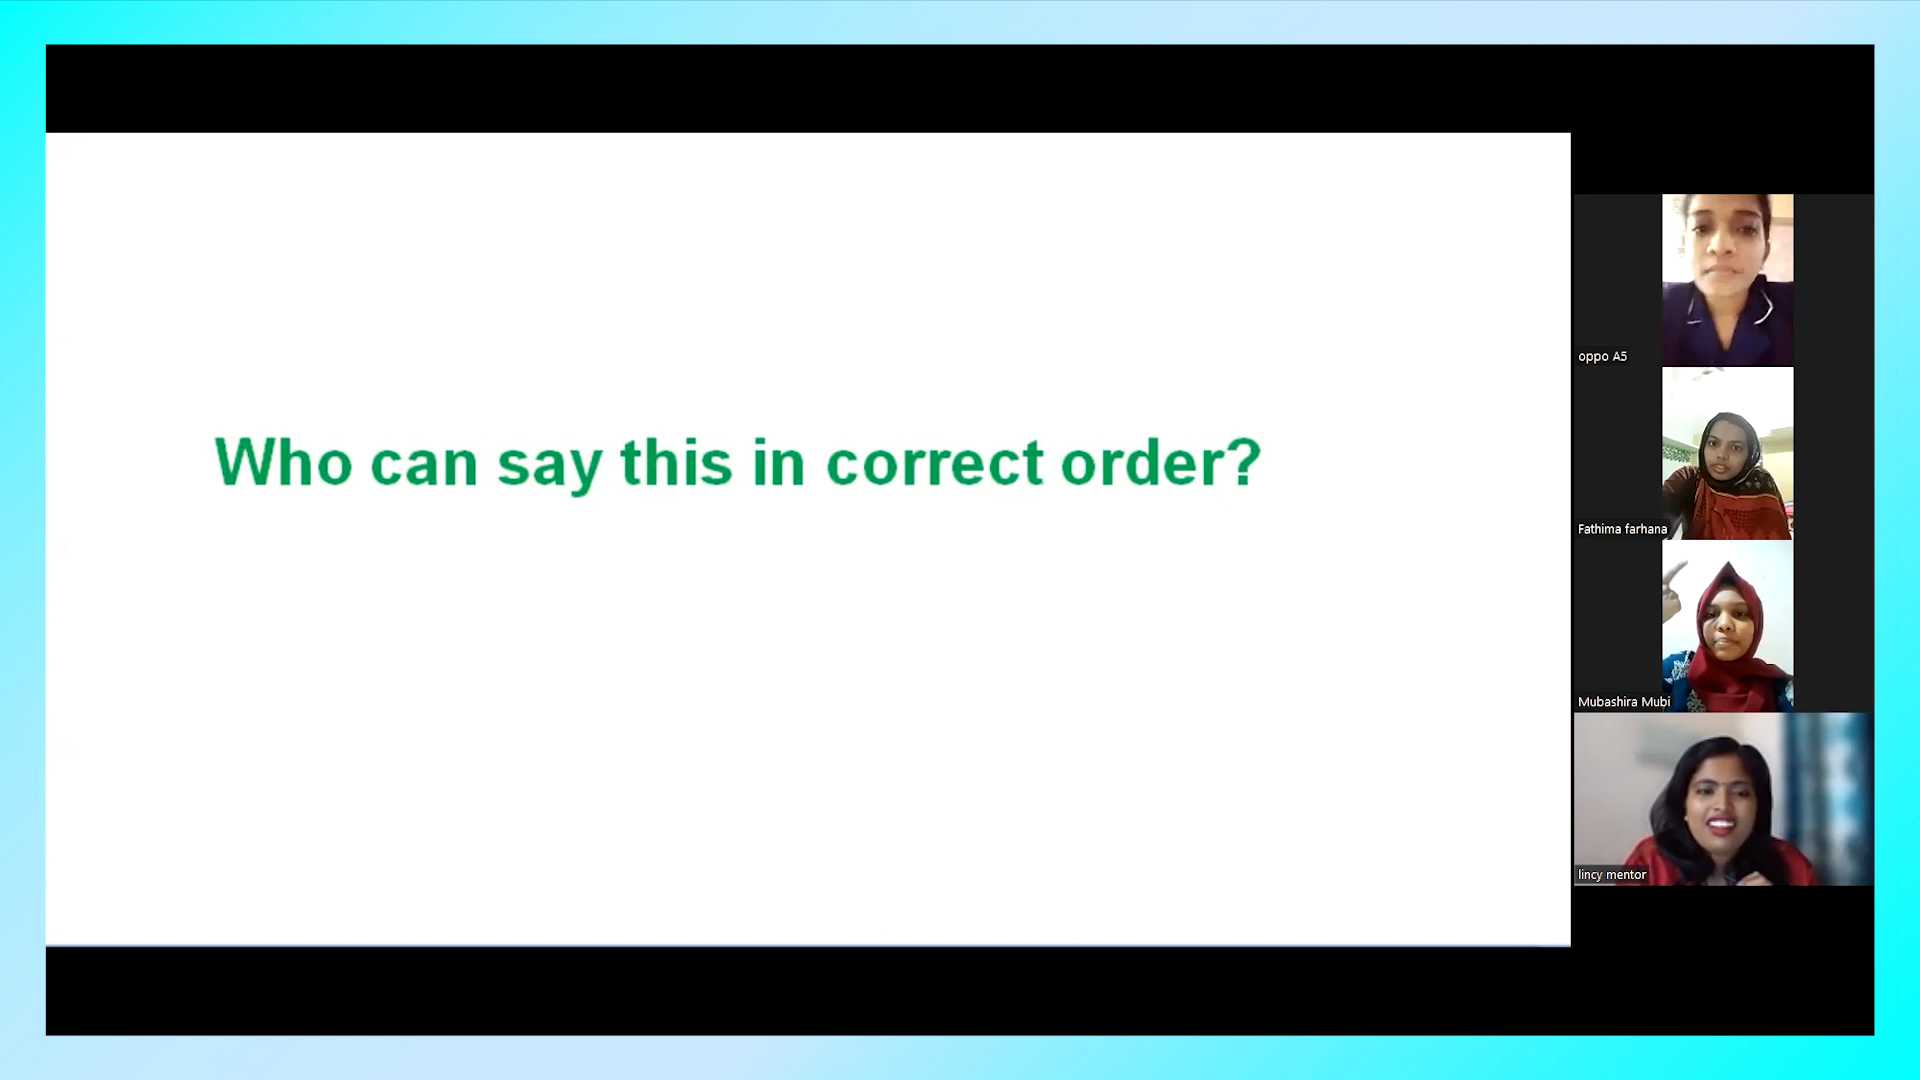 Who can say this in correct order?
oppo A5
Fathima farhana
Mubashira Mubi
lincy mentor